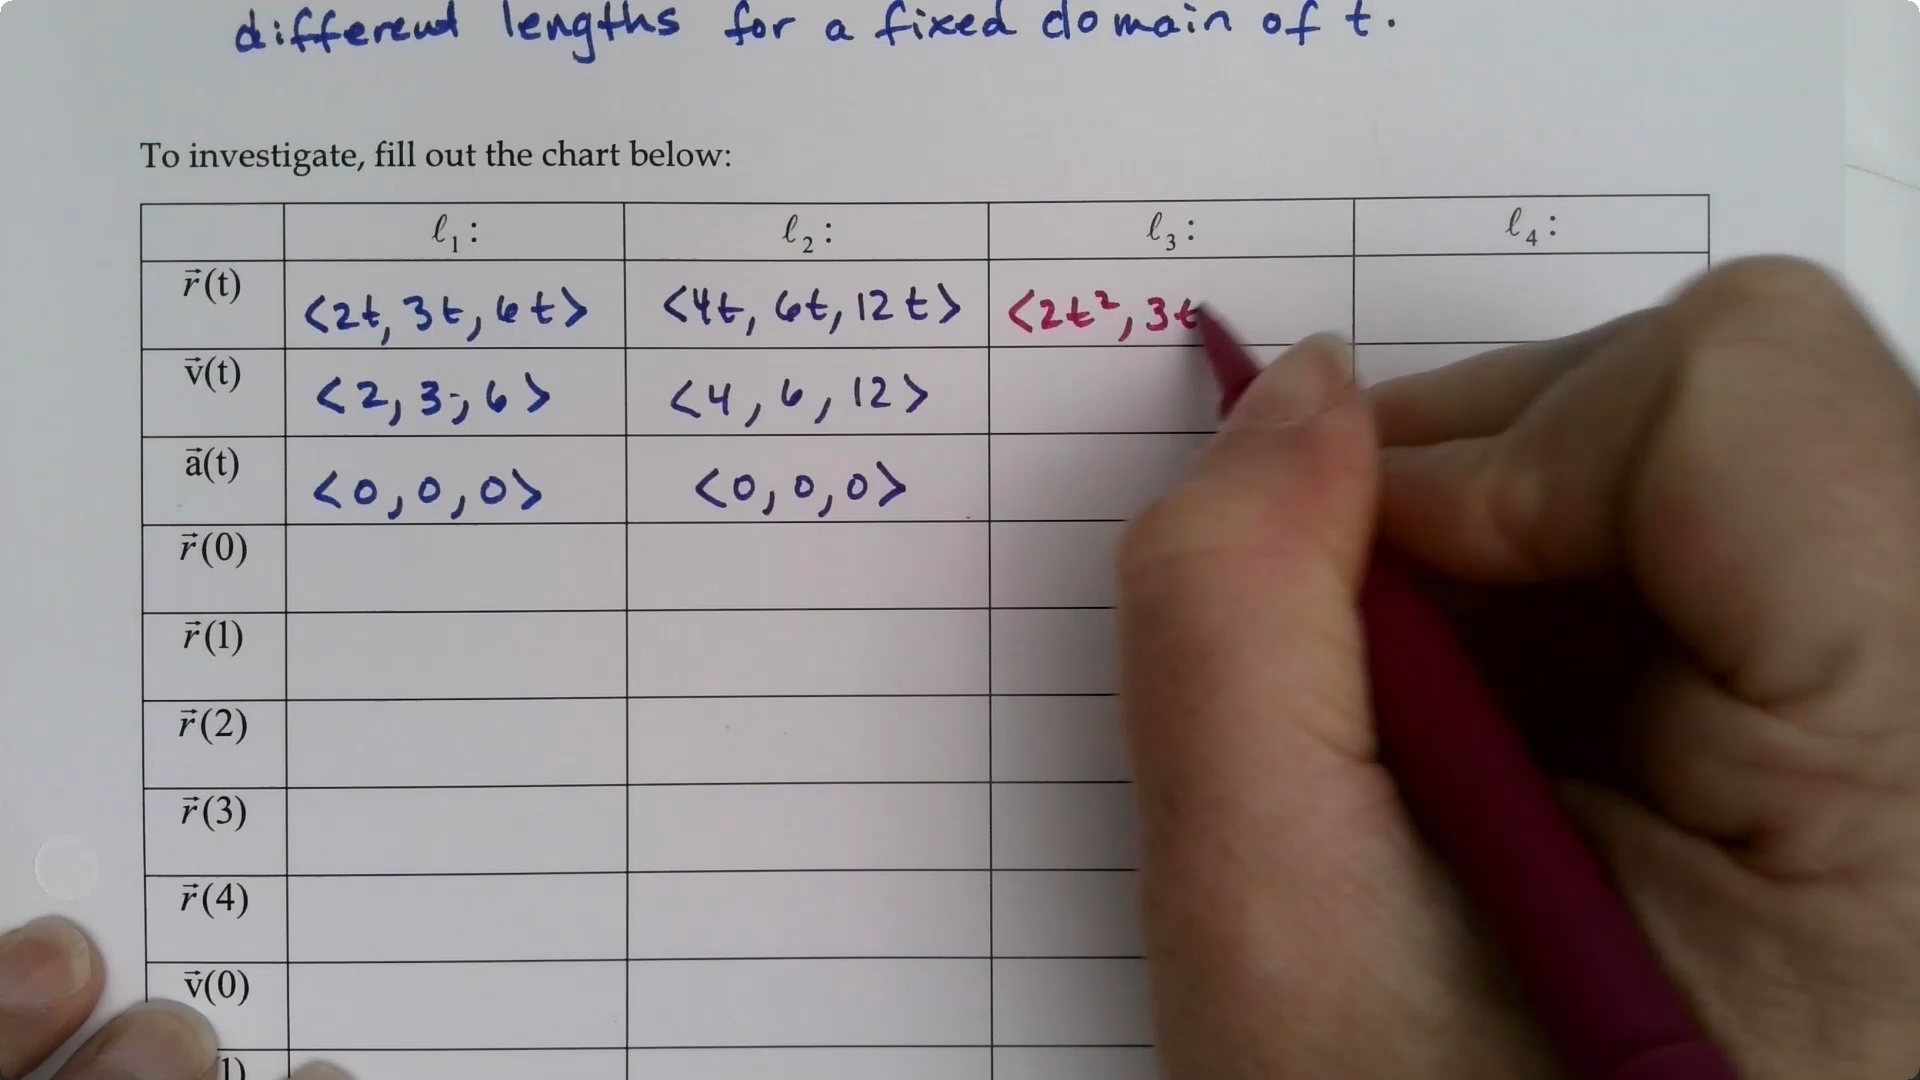 different lengths for a fixed domain of t.
To investigate, fill out the chart below:
ℓ₁: ℓ₂: ℓ₃: ℓ₄:
r⃗(t) <2t, 3t, 6t> <4t, 6t, 12t> <2t², 3t
v⃗(t) <2, 3, 6> <4, 6, 12>
a⃗(t) <0, 0, 0> <0, 0, 0>
r⃗(0)
r⃗(1)
r⃗(2)
r⃗(3)
r⃗(4)
v⃗(0)
1)